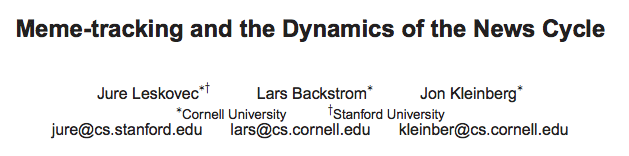 Meme-tracking and the Dynamics of the News Cycle
Jure Leskovec*† Lars Backstrom* Jon Kleinberg*
*Cornell University †Stanford University
jure@cs.stanford.edu lars@cs.cornell.edu kleinber@cs.cornell.edu